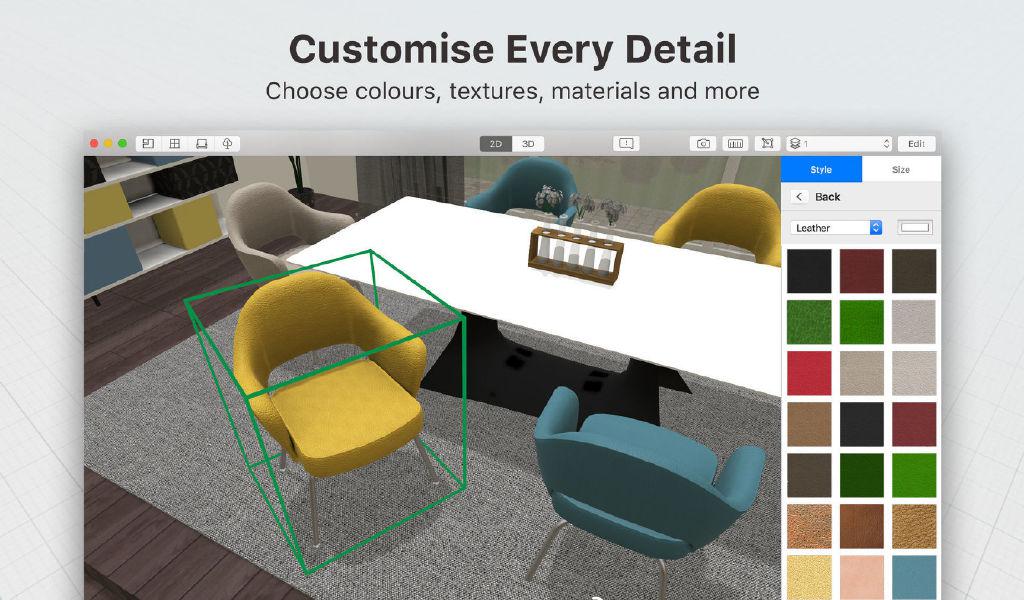 Customise Every Detail
Choose colours, textures, materials and more
2D 3D 1 Edit
Style Size
Back
Leather